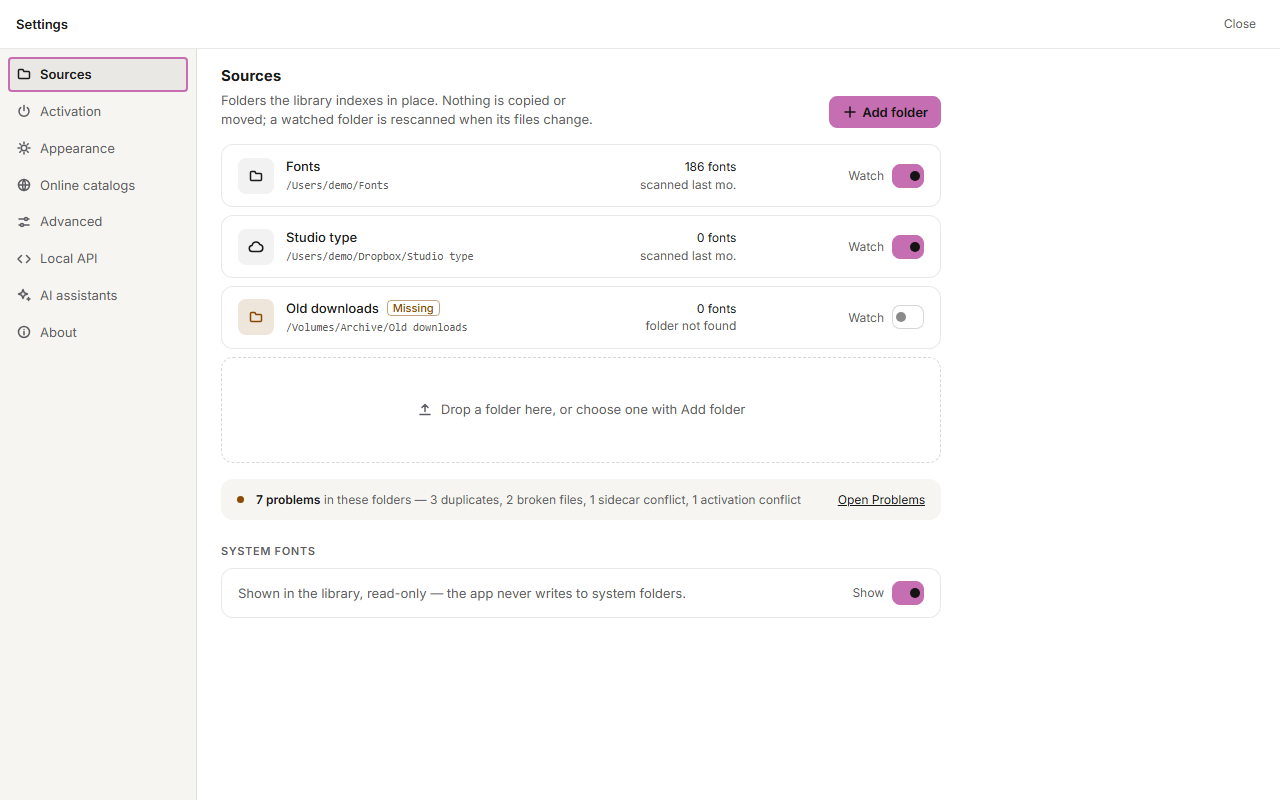 Settings
Close
Sources
Activation
Appearance
Online catalogs
Advanced
Local API
AI assistants
About
Sources
Folders the library indexes in place. Nothing is copied or
moved; a watched folder is rescanned when its files change.
Add folder
Fonts
/Users/demo/Fonts
186 fonts
scanned last mo.
Watch
Studio type
/Users/demo/Dropbox/Studio type
0 fonts
scanned last mo.
Watch
Old downloads Missing
/Volumes/Archive/Old downloads
0 fonts
folder not found
Watch
Drop a folder here, or choose one with Add folder
7 problems in these folders — 3 duplicates, 2 broken files, 1 sidecar conflict, 1 activation conflict
Open Problems
SYSTEM FONTS
Shown in the library, read-only — the app never writes to system folders.
Show